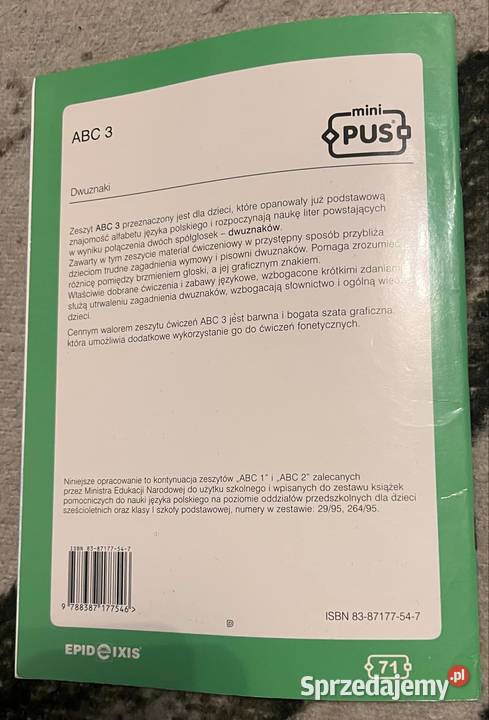 mini
PUS®
ABC 3
Dwuznaki
Zeszyt ABC 3 przeznaczony jest dla dzieci, które opanowały już podstawową
znajomość alfabetu języka polskiego i rozpoczynają naukę liter powstających
w wyniku połączenia dwóch spółgłosek – dwuznaków.
Zawarty w tym zeszycie materiał ćwiczeniowy w przystępny sposób przybliża
dzieciom trudne zagadnienia wymowy i pisowni dwuznaków. Pomaga zrozumieć
różnicę pomiędzy brzmieniem głoski, a jej graficznym znakiem.
Właściwie dobrane ćwiczenia i zabawy językowe, wzbogacone krótkimi zdaniami
służą utrwaleniu zagadnienia dwuznaków, wzbogacają słownictwo i ogólną
dzieci.
Cennym walorem zeszytu ćwiczeń ABC 3 jest barwna i bogata szata graficzna,
która umożliwia dodatkowe wykorzystanie go do ćwiczeń fonetycznych.
Niniejsze opracowanie to kontynuacja zeszytów „ABC 1" i „ABC 2" zalecanych
przez Ministra Edukacji Narodowej do użytku szkolnego i wpisanych do zestawu książek
pomocniczych do nauki języka polskiego na poziomie oddziałów przedszkolnych dla dzieci
sześcioletnich oraz klasy I szkoły podstawowej, numery w zestawie: 29/95, 264/95.
ISBN 83-87177-54-7
9 788387 177546 >
ISBN 83-87177-54-7
EPIDEIXIS
71
Sprzedajemy.pl